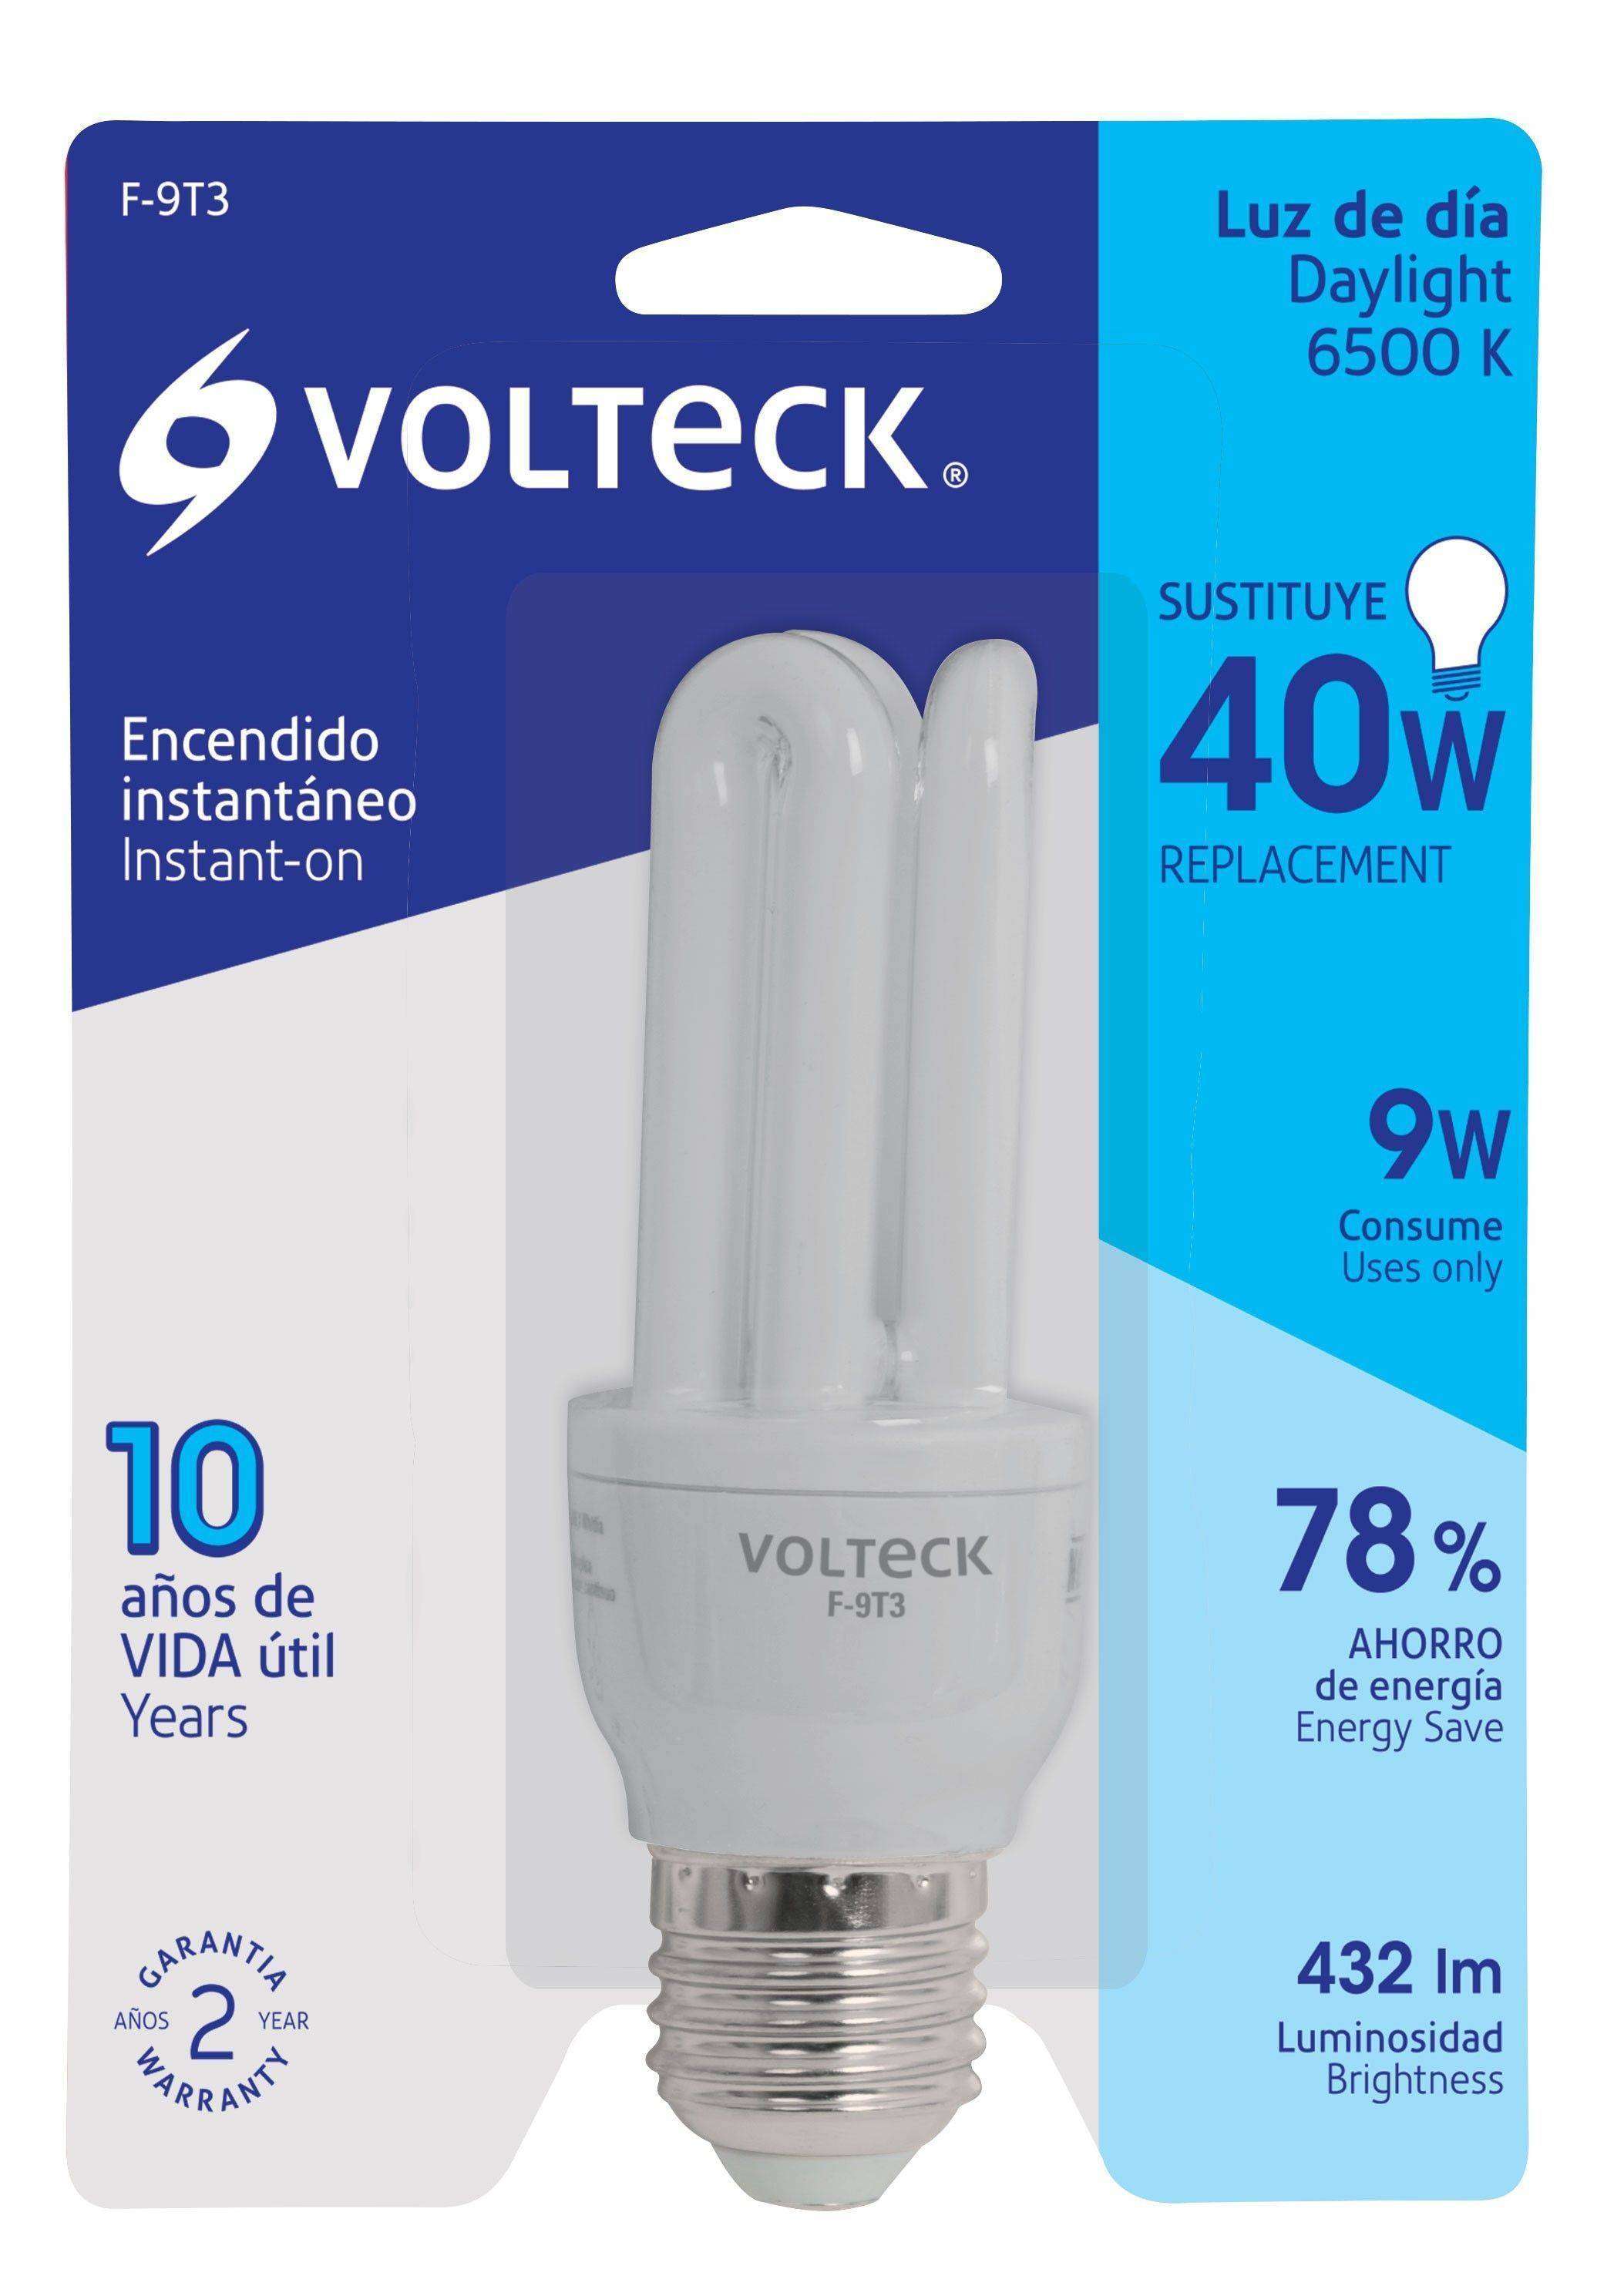 F-9T3
VOLTECK®
Encendido
instantáneo
Instant-on
10
años de
VIDA útil
Years
GARANTIA
AÑOS 2 YEAR
WARRANTY
VOLTECK
F-9T3
Luz de día
Daylight
6500 K
SUSTITUYE
40W
REPLACEMENT
9W
Consume
Uses only
78%
AHORRO
de energía
Energy Save
432 lm
Luminosidad
Brightness